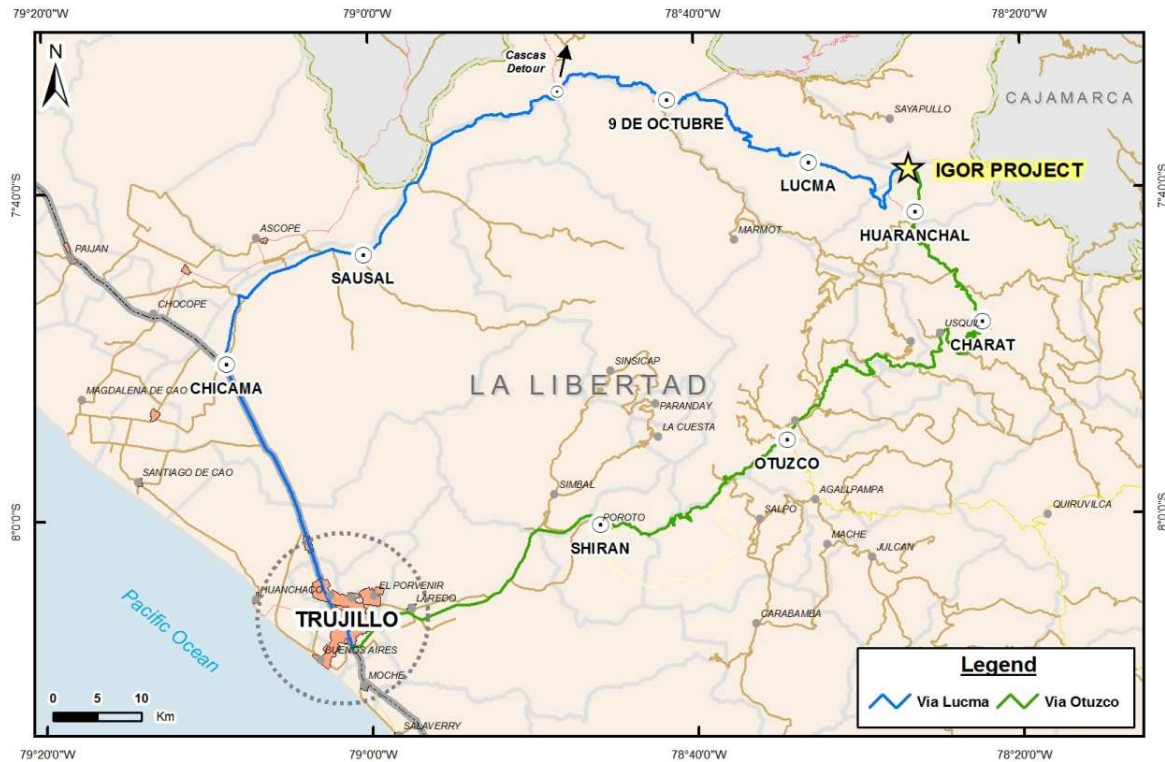 79°20'0"W
79°0'0"W
78°40'0"W
78°20'0"W
N
Cascas
Detour
CAJAMARCA
SAYAPULLO
9 DE OCTUBRE
LUCMA
IGOR PROJECT
7°40'0"S
7°40'0"S
HUARANCHAL
ASCOPE
MARMOT
PAIJAN
SAUSAL
CHOCOPE
USQUIL
CHARAT
CHICAMA
SINSICAP
LA LIBERTAD
MAGDALENA DE CAO
PARANDAY
LA CUESTA
OTUZCO
SANTIAGO DE CAO
SIMBAL
AGALLPAMPA
QUIRUVILCA
8°0'0"S
POROTO
SALPO
8°0'0"S
SHIRAN
MACHE
JULCAN
HUANCHACO
EL PORVENIR
LAREDO
TRUJILLO
CARABAMBA
Pacific Ocean
BUENOS AIRES
MOCHE
Legend
0 5 10
Km
Via Lucma
Via Otuzco
SALAVERRY
79°20'0"W
79°0'0"W
78°40'0"W
78°20'0"W